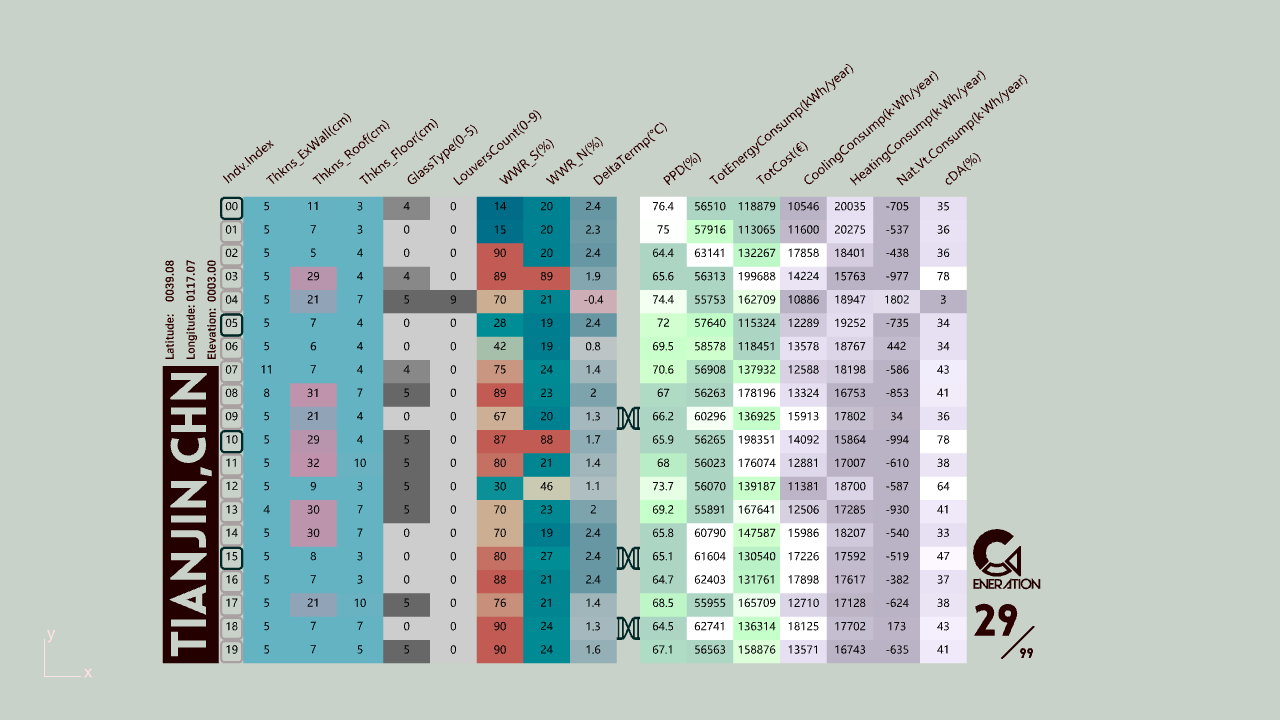 Indv.Index Thkns_ExWall(cm) Thkns_Roof(cm) Thkns_Floor(cm) GlassType(0-5) LouversCount(0-9) WWR_S(%) WWR_N(%) DeltaTermp(°C) PPD(%) TotEnergyConsump(kWh/year) TotCost(€) CoolingConsump(k·Wh/year) HeatingConsump(k·Wh/year) Nat.Vt.Consump(k·Wh/year) cDA(%)
00 5 11 3 4 0 14 20 2.4 76.4 56510 118879 10546 20035 -705 35
01 5 7 3 0 0 15 20 2.3 75 57916 113065 11600 20275 -537 36
02 5 5 4 0 0 90 20 2.4 64.4 63141 132267 17858 18401 -438 36
03 5 29 4 4 0 89 89 1.9 65.6 56313 199688 14224 15763 -977 78
04 5 21 7 5 9 70 21 -0.4 74.4 55753 162709 10886 18947 1802 3
05 5 7 4 0 0 28 19 2.4 72 57640 115324 12289 19252 -735 34
06 5 6 4 0 0 42 19 0.8 69.5 58578 118451 13578 18767 442 34
07 11 7 4 4 0 75 24 1.4 70.6 56908 137932 12588 18198 -586 43
08 8 31 7 5 0 89 23 2 67 56263 178196 13324 16753 -853 41
09 5 21 4 0 0 67 20 1.3 66.2 60296 136925 15913 17802 34 36
10 5 29 4 5 0 87 88 1.7 65.9 56265 198351 14092 15864 -994 78
11 5 32 10 5 0 80 21 1.4 68 56023 176074 12881 17007 -610 38
12 5 9 3 5 0 30 46 1.1 73.7 56070 139187 11381 18700 -587 64
13 4 30 7 5 0 70 23 2 69.2 55891 167641 12506 17285 -930 41
14 5 30 7 0 0 70 19 2.4 65.8 60790 147587 15986 18207 -540 33
15 5 8 3 0 0 80 27 2.4 65.1 61604 130540 17226 17592 -519 47
16 5 7 3 0 0 88 21 2.4 64.7 62403 131761 17898 17617 -382 37
17 5 21 10 5 0 76 21 1.4 68.5 55955 165709 12710 17128 -624 38
18 5 7 7 0 0 90 24 1.3 64.5 62741 136314 18125 17702 173 43
19 5 7 5 5 0 90 24 1.6 67.1 56563 158876 13571 16743 -635 41
Latitude: 0039.08
Longitude: 0117.07
Elevation: 0003.00
TIANJIN,CHN
G
ENERATION
29/99
y
x